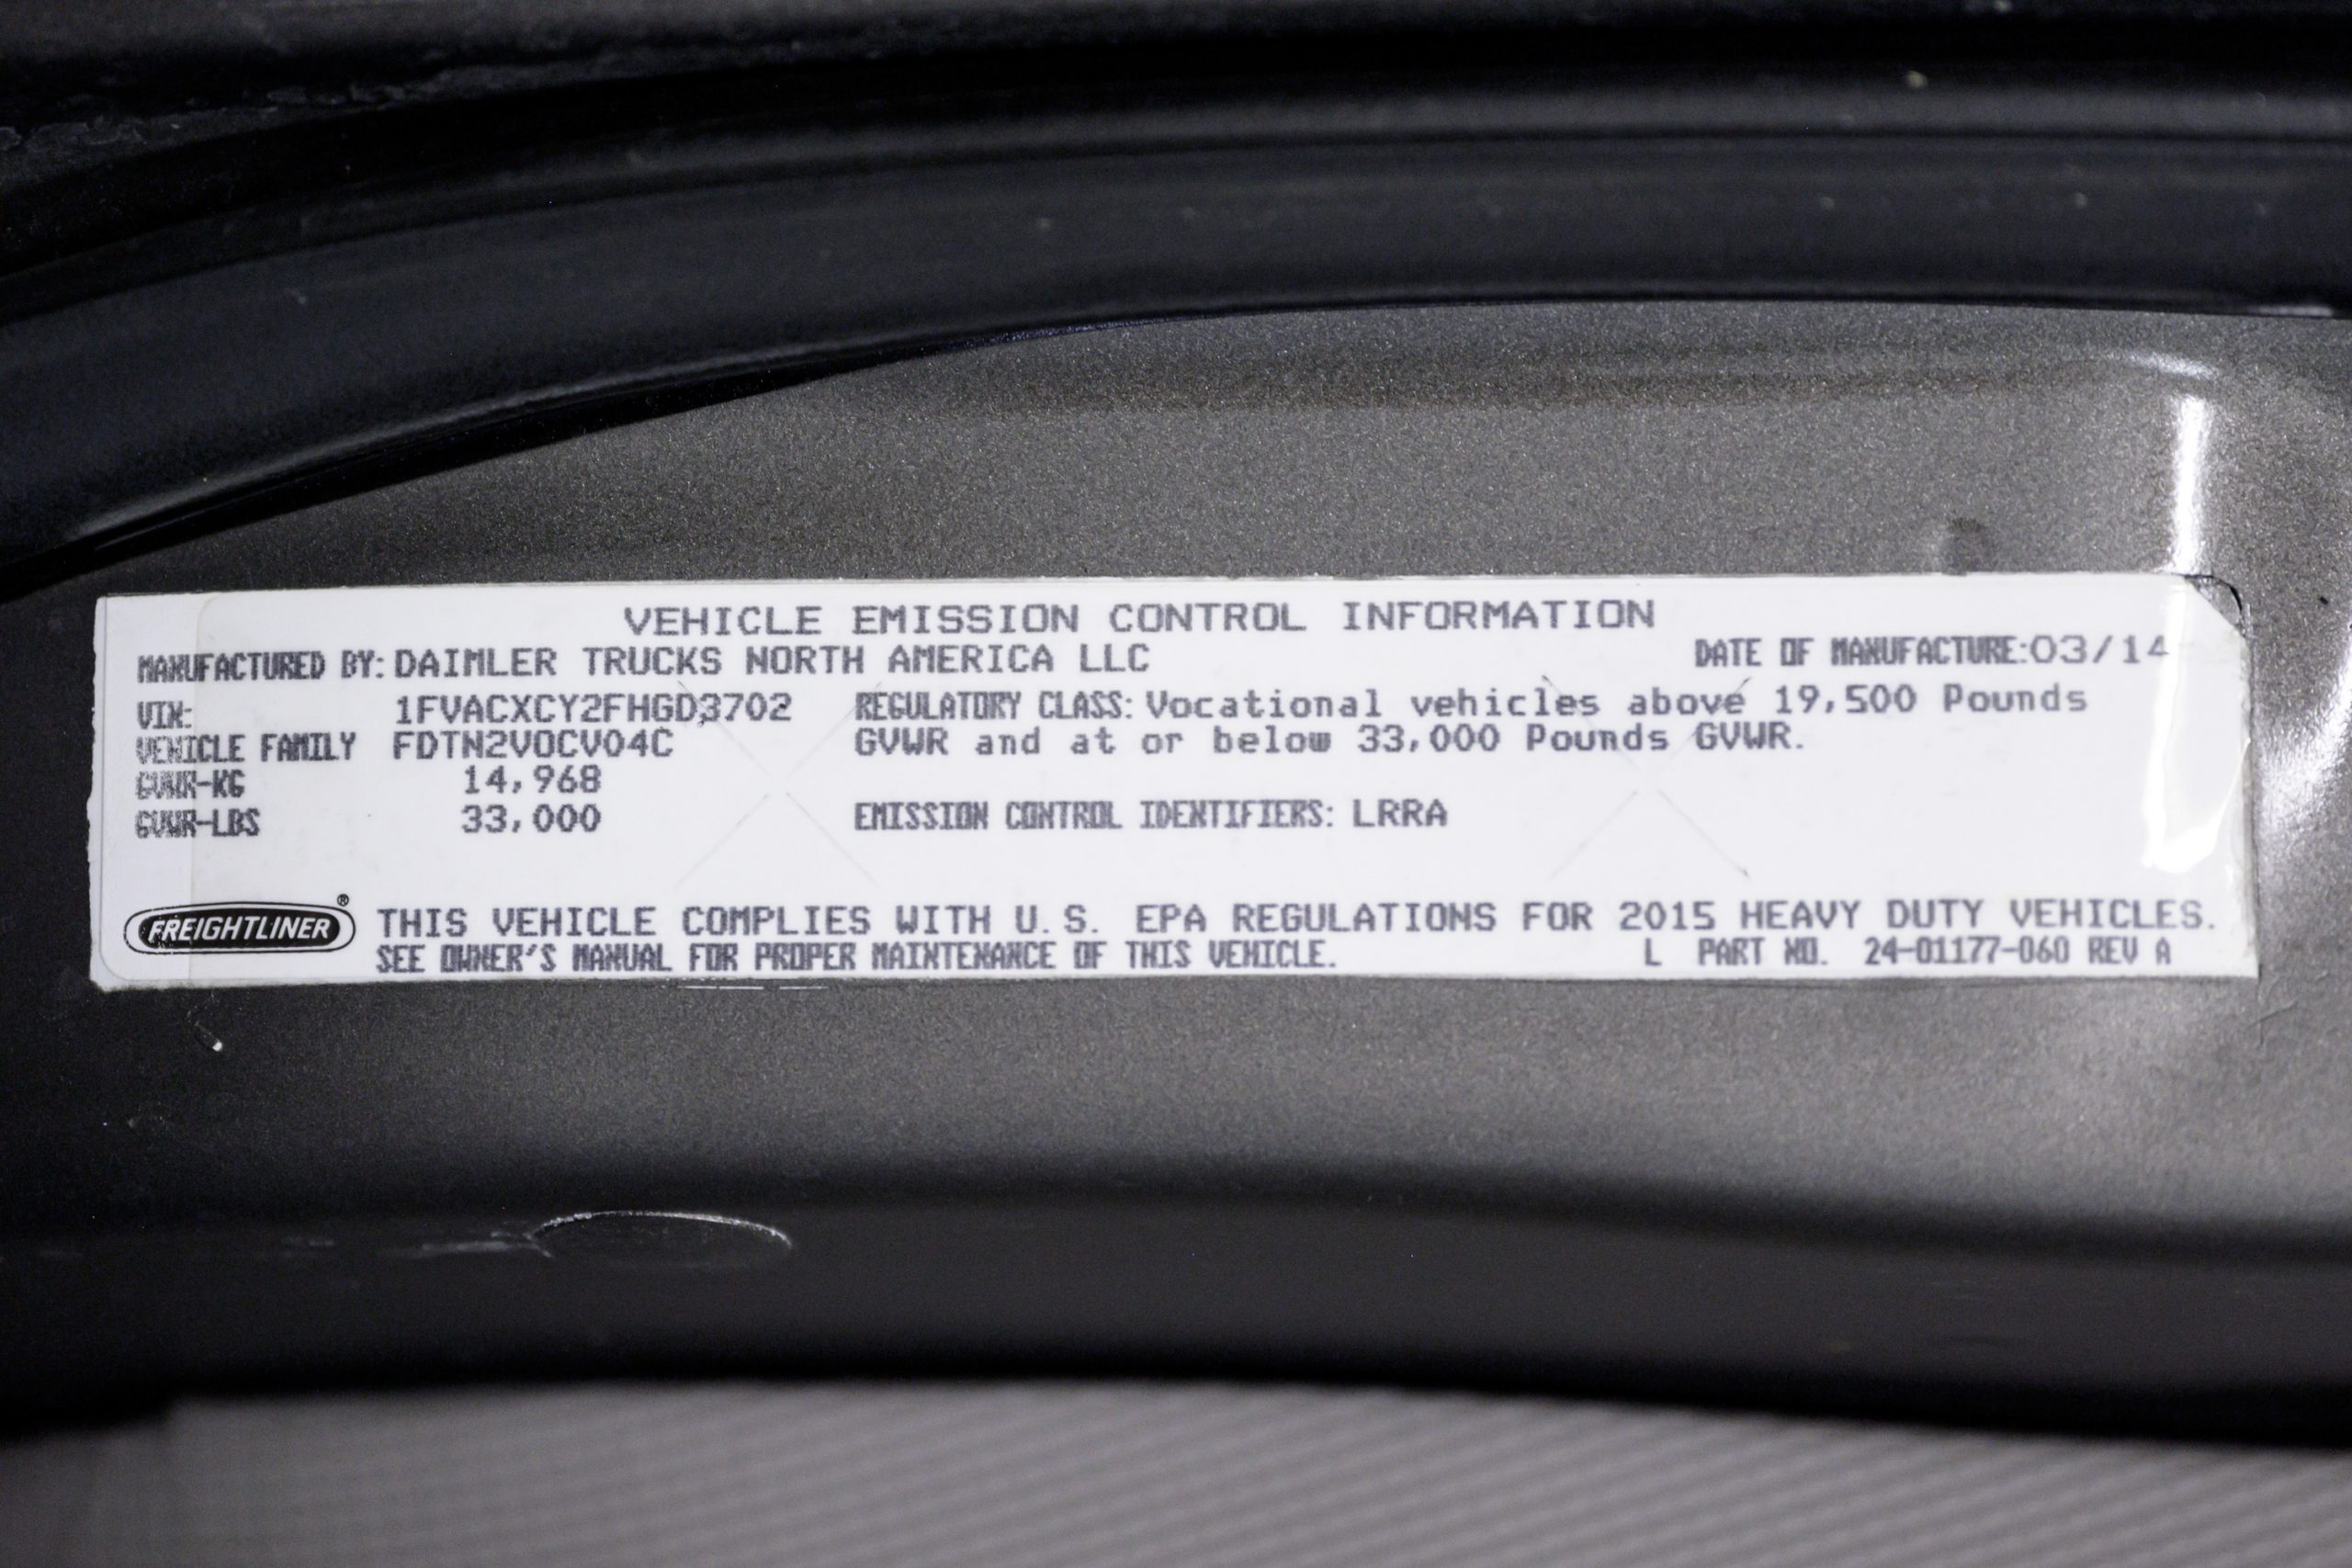 VEHICLE EMISSION CONTROL INFORMATION
MANUFACTURED BY: DAIMLER TRUCKS NORTH AMERICA LLC DATE OF MANUFACTURE: 03/14
VIN: 1FVACXCY2FHGD3702 REGULATORY CLASS: Vocational vehicles above 19,500 Pounds
VEHICLE FAMILY FDTN2VOCV04C GVWR and at or below 33,000 Pounds GVWR.
GVWR-KG 14,968
GVWR-LBS 33,000 EMISSION CONTROL IDENTIFIERS: LRRA
FREIGHTLINER® THIS VEHICLE COMPLIES WITH U.S. EPA REGULATIONS FOR 2015 HEAVY DUTY VEHICLES.
SEE OWNER'S MANUAL FOR PROPER MAINTENANCE OF THIS VEHICLE. L PART NO. 24-01177-060 REV A